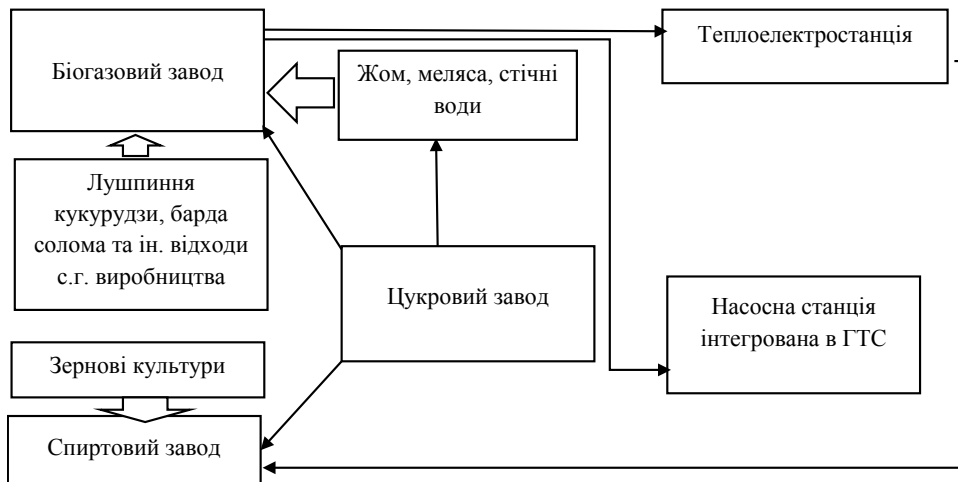 Біогазовий завод
Теплоелектростанція
Жом, меляса, стічні
води
Лушпиння
кукурудзи, барда
солома та ін. відходи
с.г. виробництва
Цукровий завод
Насосна станція
інтегрована в ГТС
Зернові культури
Спиртовий завод